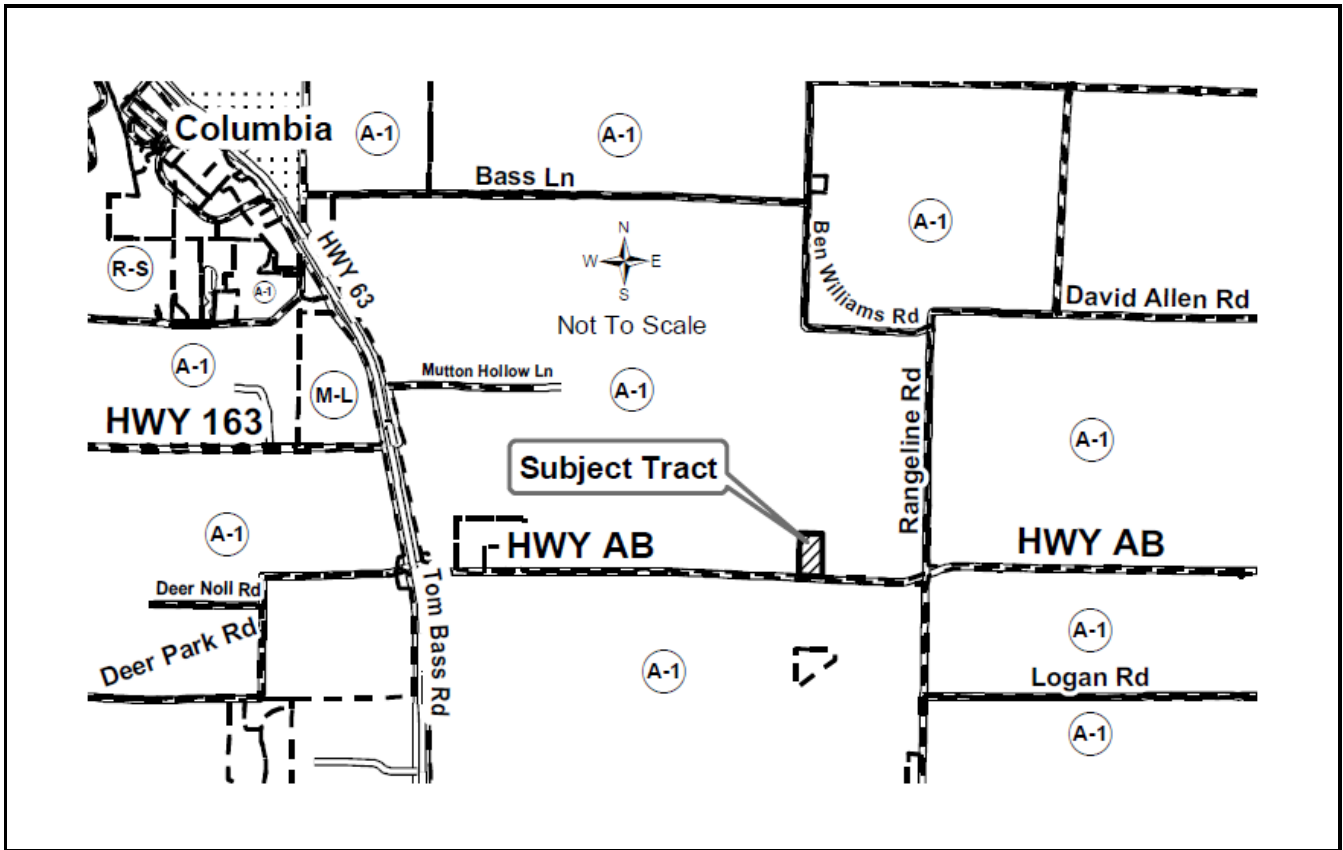 Columbia
A-1
A-1
Bass Ln
A-1
R-S
A-1
HWY 63
N
W E
S
Not To Scale
Ben Williams Rd
David Allen Rd
A-1
M-L
Mutton Hollow Ln
A-1
HWY 163
Rangeline Rd
A-1
Subject Tract
A-1
HWY AB
HWY AB
Deer Noll Rd
Tom Bass Rd
Deer Park Rd
A-1
A-1
Logan Rd
A-1